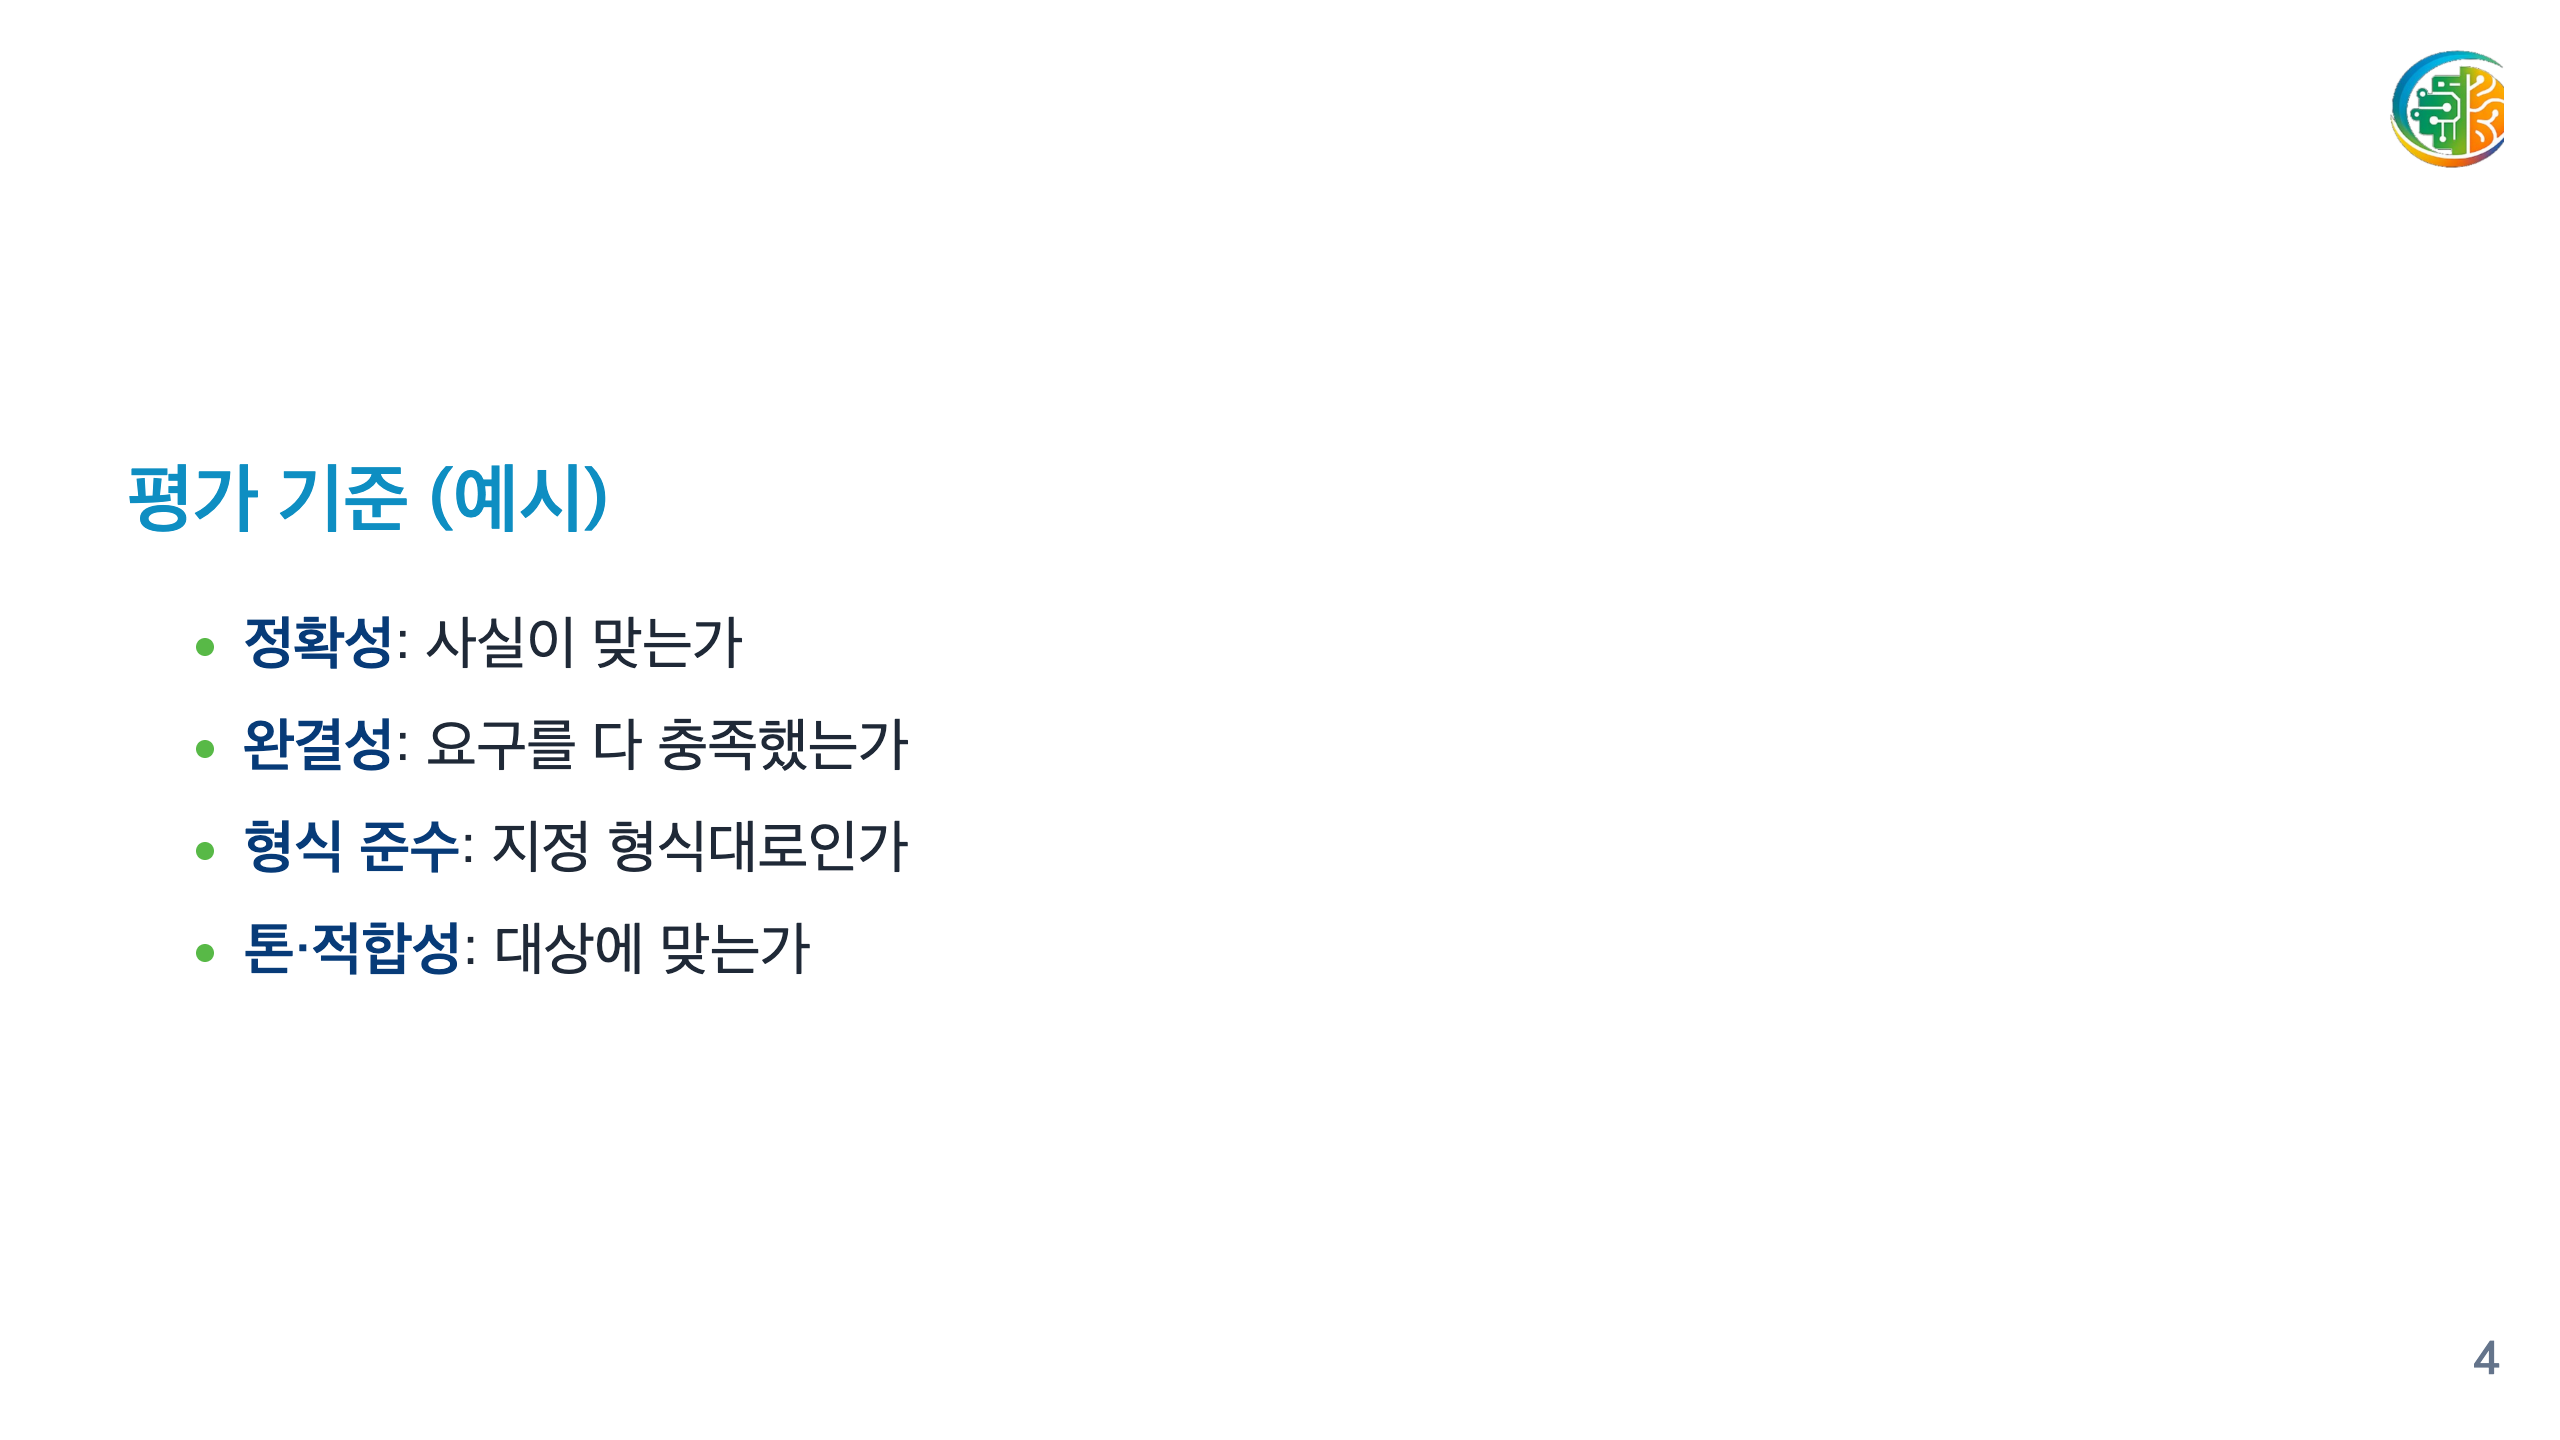 평가 기준 (예시)
정확성: 사실이 맞는가
완결성: 요구를 다 충족했는가
형식 준수: 지정 형식대로인가
톤·적합성: 대상에 맞는가
4